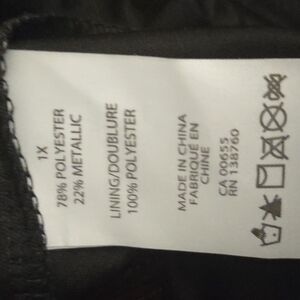 1X
78% POLYESTER
22% METALLIC
LINING/DOUBLURE
100% POLYESTER
MADE IN CHINA
FABRIQUÉ EN
CHINE
CA 00655
RN 138760